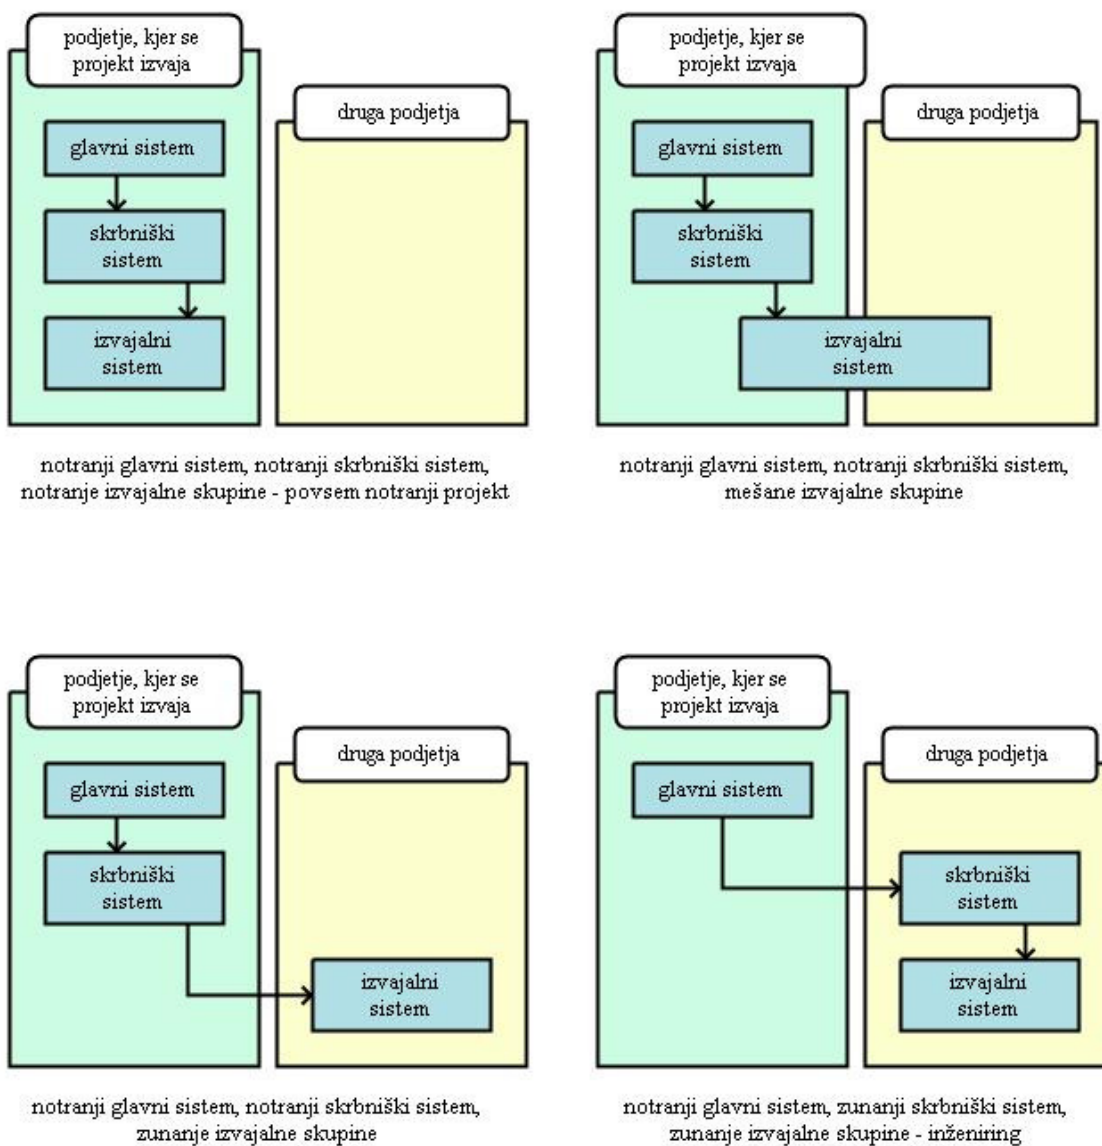 podjetje, kjer se
projekt izvaja
druga podjetja
glavni sistem
skrbniški
sistem
izvajalni
sistem
notranji glavni sistem, notranji skrbniški sistem,
notranje izvajalne skupine - povsem notranji projekt
podjetje, kjer se
projekt izvaja
druga podjetja
glavni sistem
skrbniški
sistem
izvajalni
sistem
notranji glavni sistem, notranji skrbniški sistem,
mešane izvajalne skupine
podjetje, kjer se
projekt izvaja
druga podjetja
glavni sistem
skrbniški
sistem
izvajalni
sistem
notranji glavni sistem, notranji skrbniški sistem,
zunanje izvajalne skupine
podjetje, kjer se
projekt izvaja
druga podjetja
glavni sistem
skrbniški
sistem
izvajalni
sistem
notranji glavni sistem, zunanji skrbniški sistem,
zunanje izvajalne skupine - inženiring